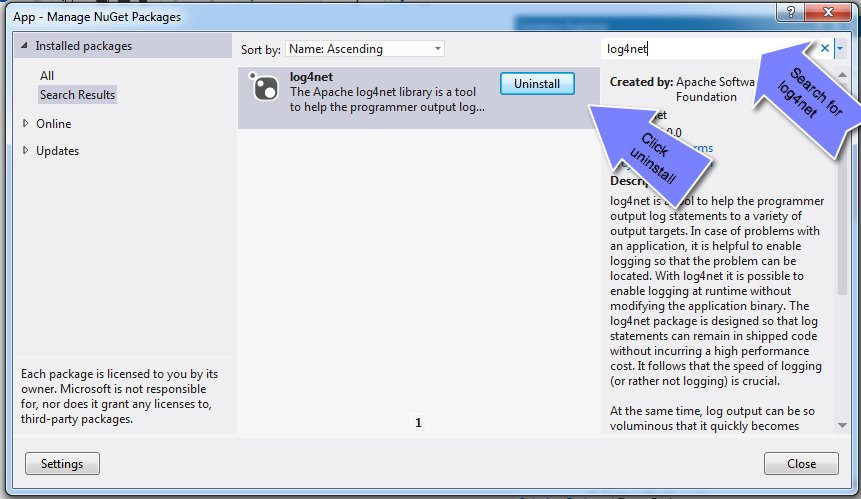 App - Manage NuGet Packages
Installed packages
All
Search Results
Online
Updates
Each package is licensed to you by its
owner. Microsoft is not responsible
for, nor does it grant any licenses to,
third-party packages.
Sort by: Name: Ascending
log4net
The Apache log4net library is a tool
to help the programmer output log...
Uninstall
1
log4net
Search for
log4net
Click
uninstall
Created by: Apache Softwa
Foundation
et
0.0
rms
Descrip
log4net is a tool to help the programmer
output log statements to a variety of
output targets. In case of problems with
an application, it is helpful to enable
logging so that the problem can be
located. With log4net it is possible to
enable logging at runtime without
modifying the application binary. The
log4net package is designed so that log
statements can remain in shipped code
without incurring a high performance
cost. It follows that the speed of logging
(or rather not logging) is crucial.
At the same time, log output can be so
voluminous that it quickly becomes
Settings
Close